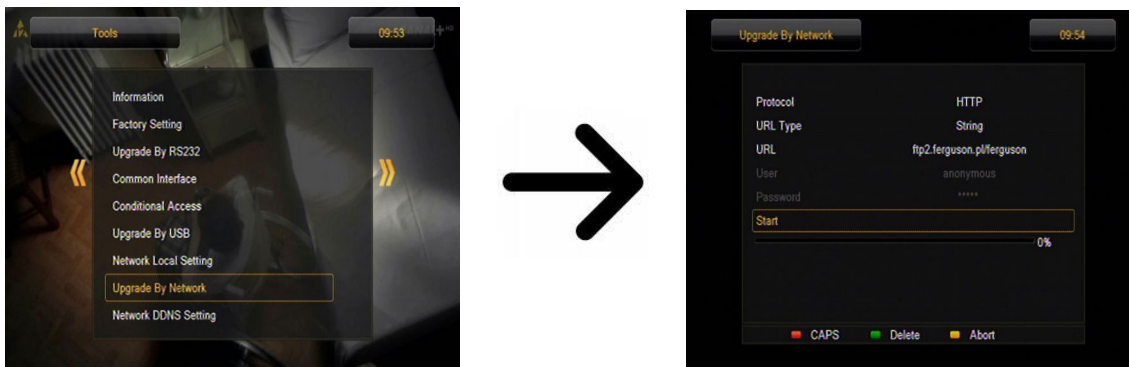 Tools
09:53
Information
Factory Setting
Upgrade By RS232
Common Interface
Conditional Access
Upgrade By USB
Network Local Setting
Upgrade By Network
Network DDNS Setting
Upgrade By Network
09:54
Protocol HTTP
URL Type String
URL ftp2.ferguson.pl/ferguson
User anonymous
Password *****
Start
0%
CAPS Delete Abort